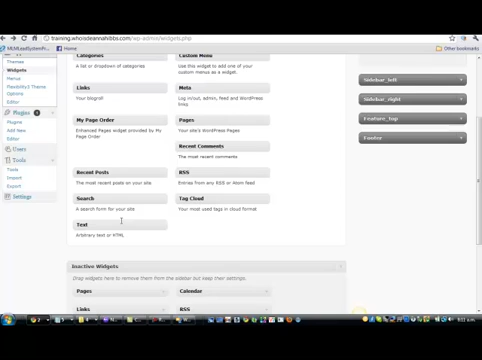 training.whoisdeannahibbs.com/wp-admin/widgets.php
MLMLeadSystemPr...
Home
Other bookmarks
Themes
Widgets
Menus
Flexibility3 Theme
Options
Editor
Plugins
Plugins
Add New
Editor
Users
Tools
Tools
Import
Export
Settings
Categories
Custom Menu
A list or dropdown of categories
Use this widget to add one of your
custom menus as a widget.
Links
Meta
Your blogroll
Log in/out, admin, feed and WordPress
links
My Page Order
Pages
Enhanced Pages widget provided by My
Page Order
Your site's WordPress Pages
Recent Comments
The most recent comments
Recent Posts
RSS
The most recent posts on your site
Entries from any RSS or Atom feed
Search
Tag Cloud
A search form for your site
Your most used tags in cloud format
Text
Arbitrary text or HTML
Sidebar_left
Sidebar_right
Feature_top
Footer
Inactive Widgets
Drag widgets here to remove them from the sidebar but keep their settings.
Pages
Calendar
Links
RSS